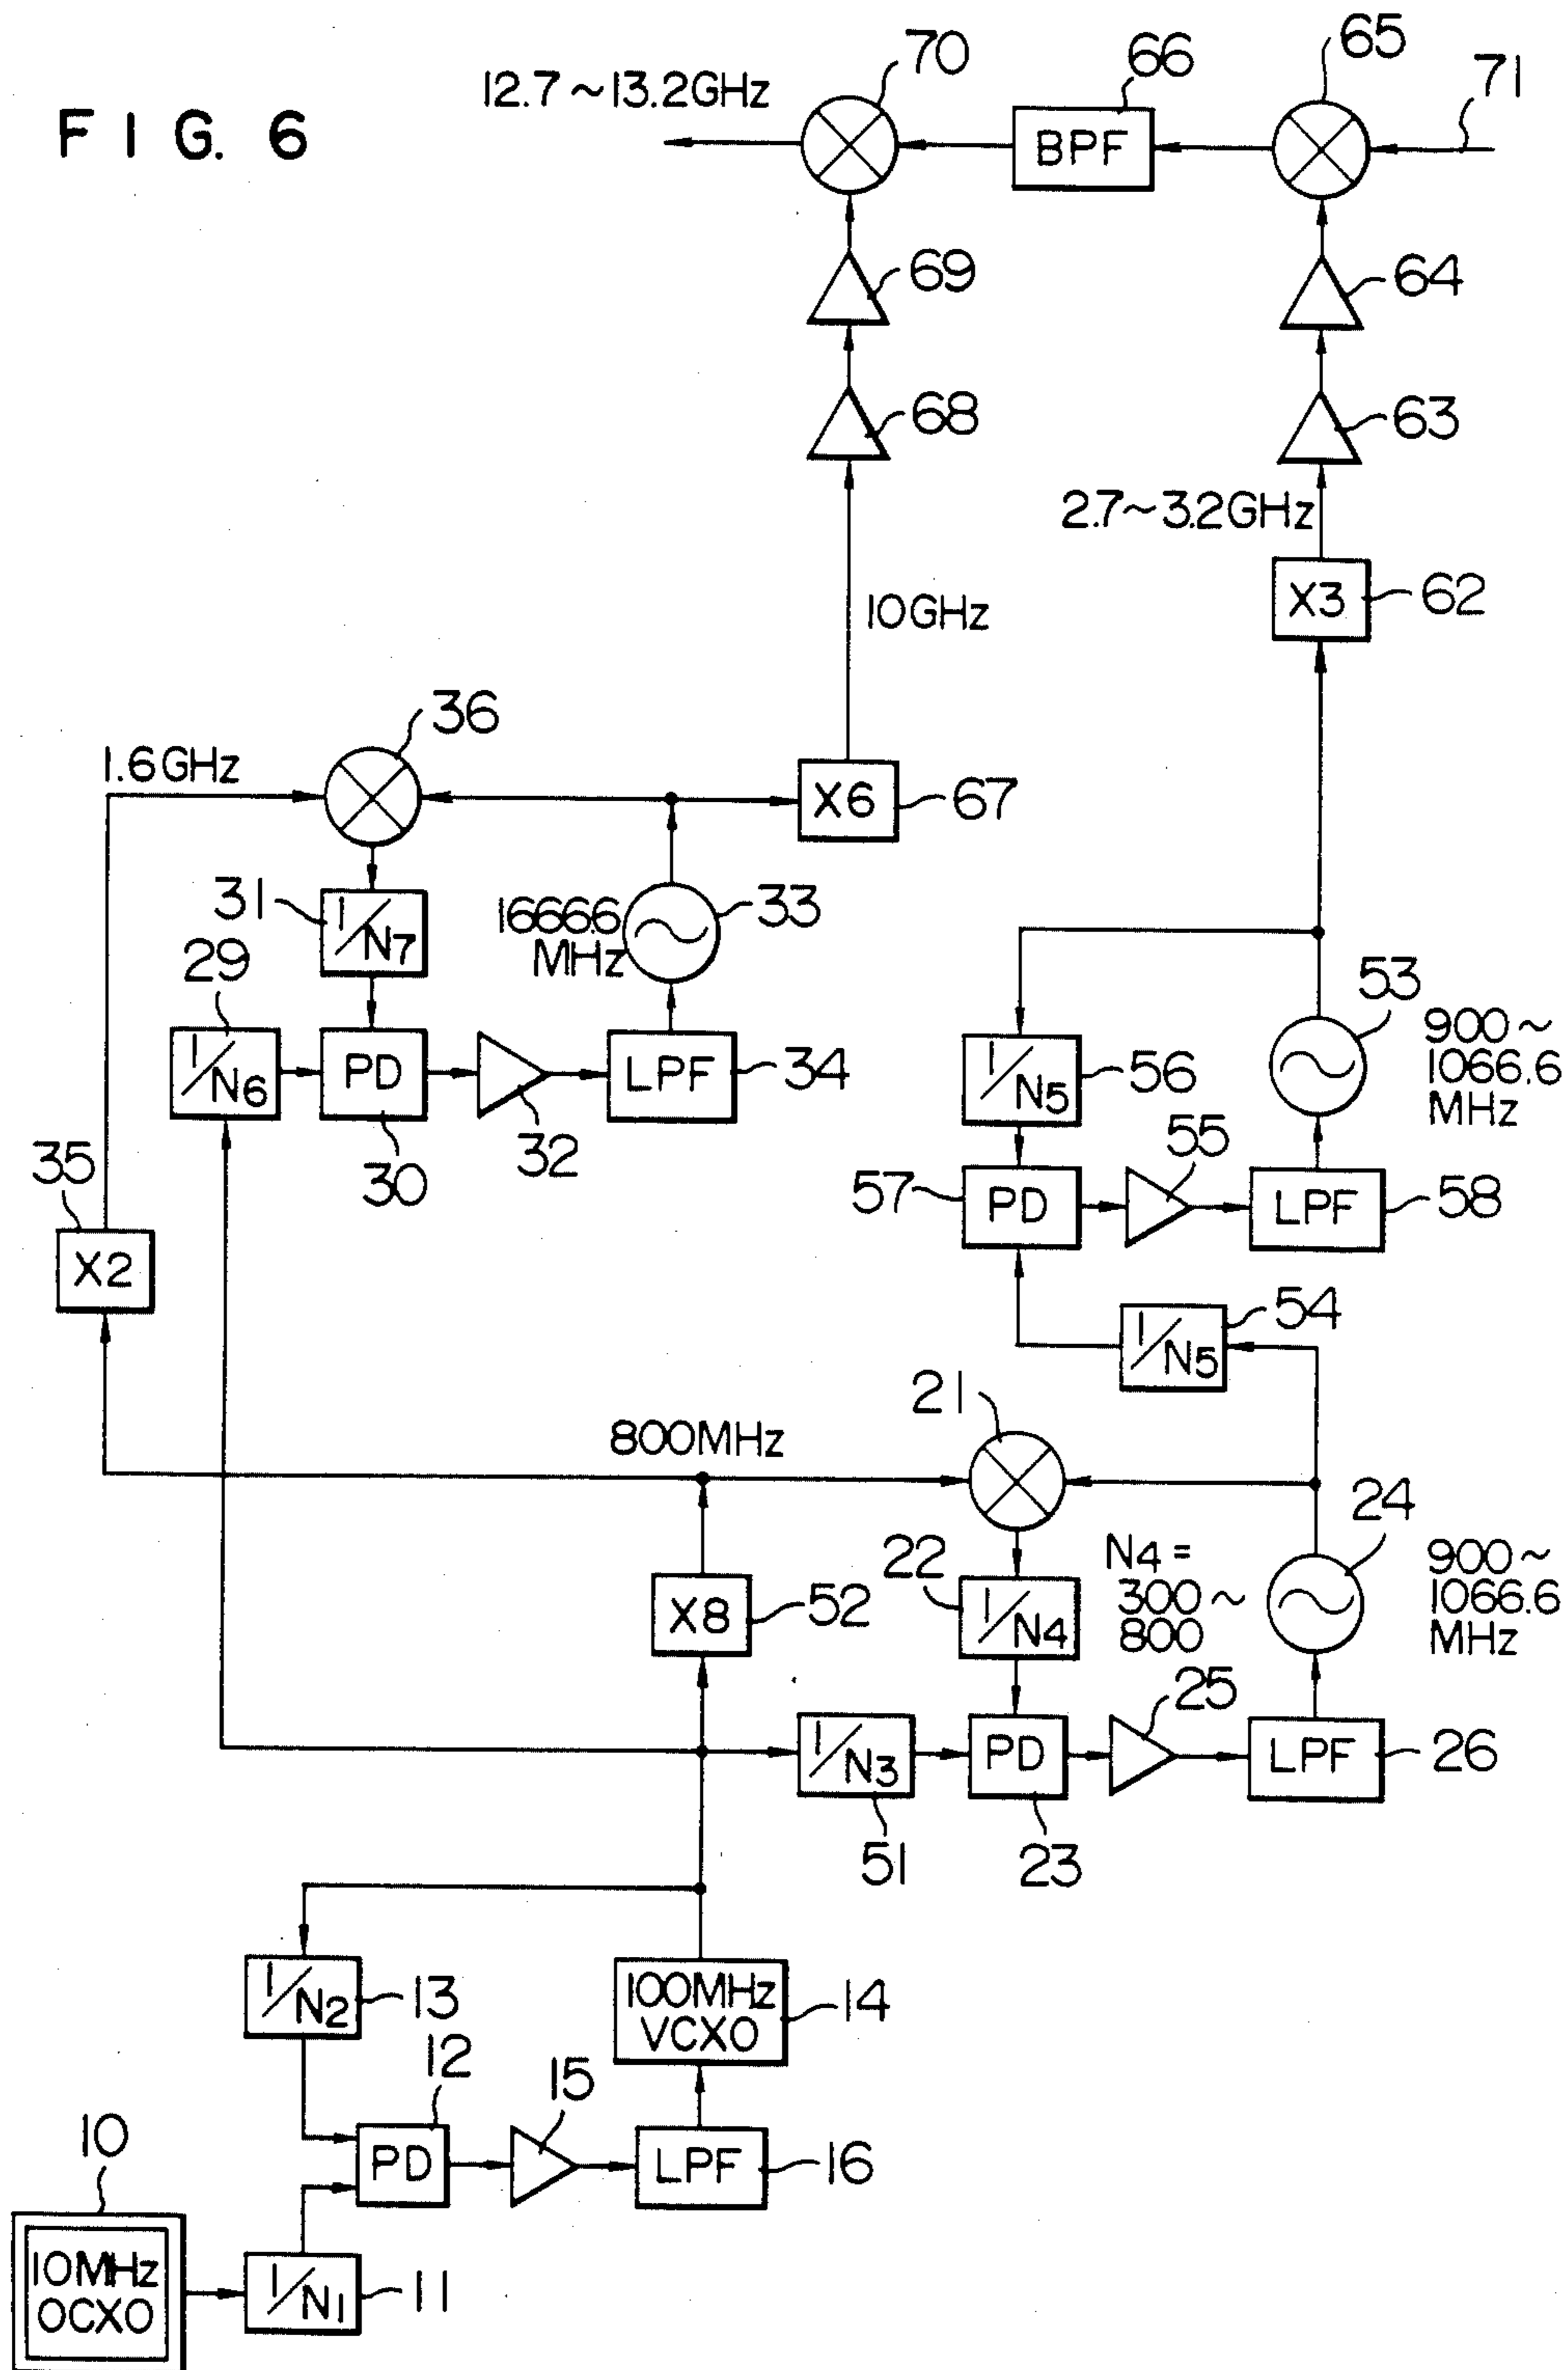 FIG. 6
70
66
65
71
12.7~13.2GHz
BPF
69
64
68
63
2.7~3.2GHz
10GHz
X3
62
36
1.6GHz
X6
67
31
1/N7
16666.6
MHz
33
29
1/N6
PD
LPF
34
30
32
53
900~
1066.6
MHz
1/N5
56
55
57
PD
LPF
58
35
X2
54
1/N5
21
800MHz
24
22
1/N4
N4=
300~
800
900~
1066.6
MHz
X8
52
25
1/N3
PD
LPF
26
51
23
1/N2
13
100MHz
VCXO
14
12
15
PD
LPF
16
10
10MHz
OCXO
1/N1
11